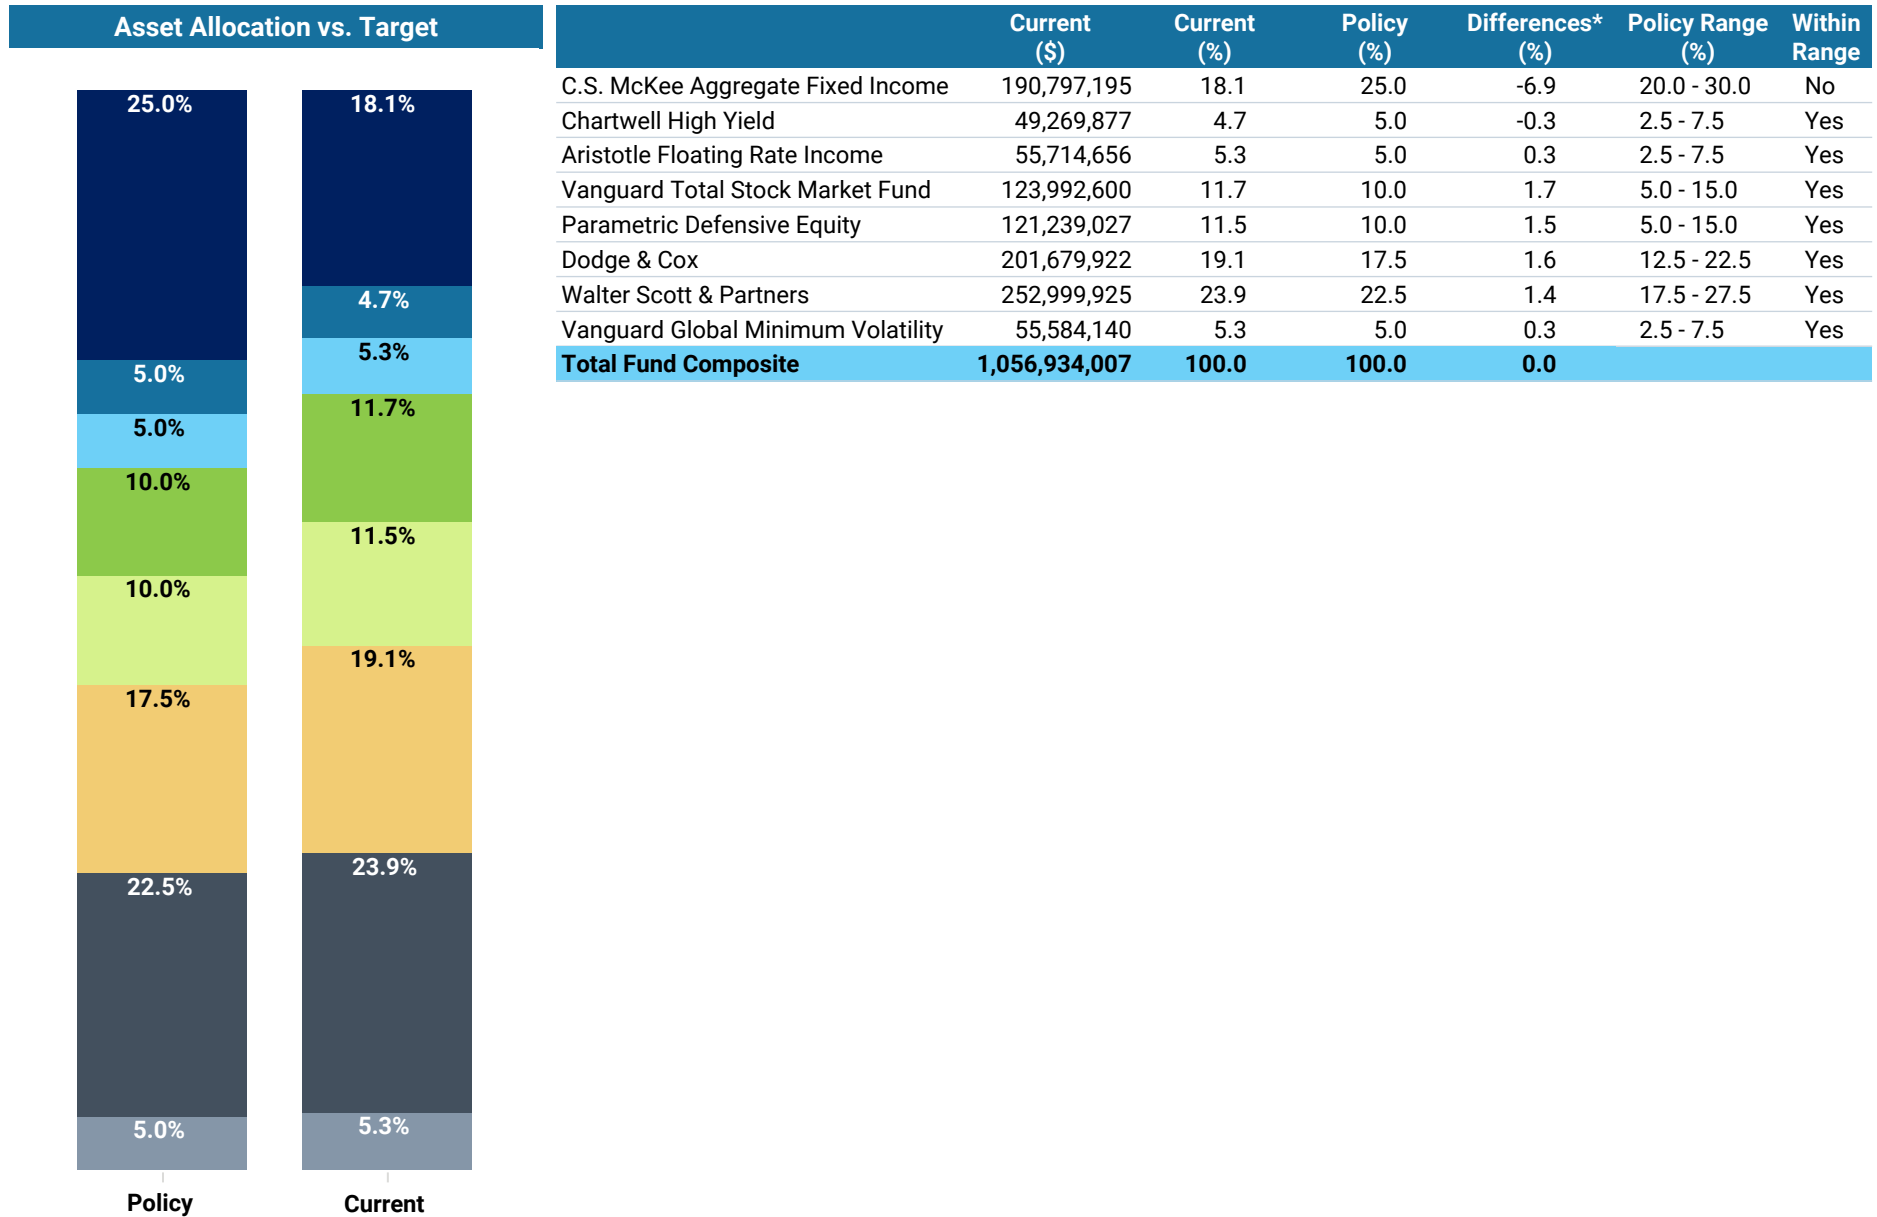 Asset Allocation vs. Target
25.0%
5.0%
5.0%
10.0%
10.0%
17.5%
22.5%
5.0%
Policy
18.1%
4.7%
5.3%
11.7%
11.5%
19.1%
23.9%
5.3%
Current
Current ($) Current (%) Policy (%) Differences* (%) Policy Range (%) Within Range
C.S. McKee Aggregate Fixed Income 190,797,195 18.1 25.0 -6.9 20.0 - 30.0 No
Chartwell High Yield 49,269,877 4.7 5.0 -0.3 2.5 - 7.5 Yes
Aristotle Floating Rate Income 55,714,656 5.3 5.0 0.3 2.5 - 7.5 Yes
Vanguard Total Stock Market Fund 123,992,600 11.7 10.0 1.7 5.0 - 15.0 Yes
Parametric Defensive Equity 121,239,027 11.5 10.0 1.5 5.0 - 15.0 Yes
Dodge & Cox 201,679,922 19.1 17.5 1.6 12.5 - 22.5 Yes
Walter Scott & Partners 252,999,925 23.9 22.5 1.4 17.5 - 27.5 Yes
Vanguard Global Minimum Volatility 55,584,140 5.3 5.0 0.3 2.5 - 7.5 Yes
Total Fund Composite 1,056,934,007 100.0 100.0 0.0